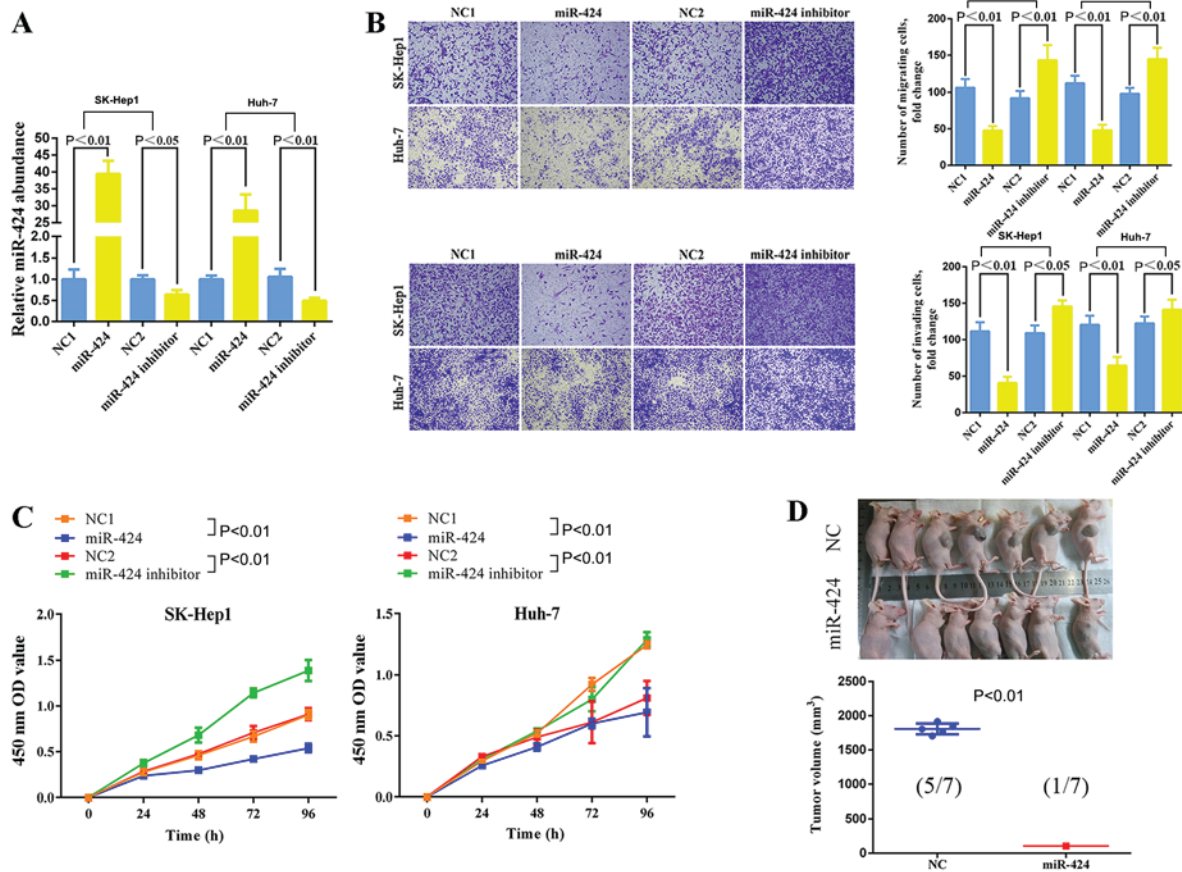 A
SK-Hep1
Huh-7
P<0.01
P<0.05
P<0.01
P<0.01
Relative miR-424 abundance
45
40
35
30
25
20
15
10
5
2.0
1.5
1.0
0.5
0.0
NC1
miR-424
NC2
miR-424 inhibitor
NC1
miR-424
NC2
miR-424 inhibitor
B
NC1
miR-424
NC2
miR-424 inhibitor
SK-Hep1
Huh-7
NC1
miR-424
NC2
miR-424 inhibitor
SK-Hep1
Huh-7
P<0.01
P<0.01
P<0.01
P<0.01
Number of migrating cells,
fold change
200
150
100
50
0
NC1
miR-424
NC2
miR-424 inhibitor
NC1
miR-424
NC2
miR-424 inhibitor
SK-Hep1
Huh-7
P<0.01
P<0.05
P<0.01
P<0.05
Number of invading cells,
fold change
200
150
100
50
0
NC1
miR-424
NC2
miR-424 inhibitor
NC1
miR-424
NC2
miR-424 inhibitor
C
NC1
miR-424
P<0.01
NC2
miR-424 inhibitor
P<0.01
SK-Hep1
450 nm OD value
2.0
1.5
1.0
0.5
0.0
0
24
48
72
96
Time (h)
NC1
miR-424
P<0.01
NC2
miR-424 inhibitor
P<0.01
Huh-7
450 nm OD value
1.5
1.0
0.5
0.0
0
24
48
72
96
Time (h)
D
NC
miR-424
P<0.01
Tumor volume (mm³)
2500
2000
1500
1000
500
0
(5/7)
(1/7)
NC
miR-424